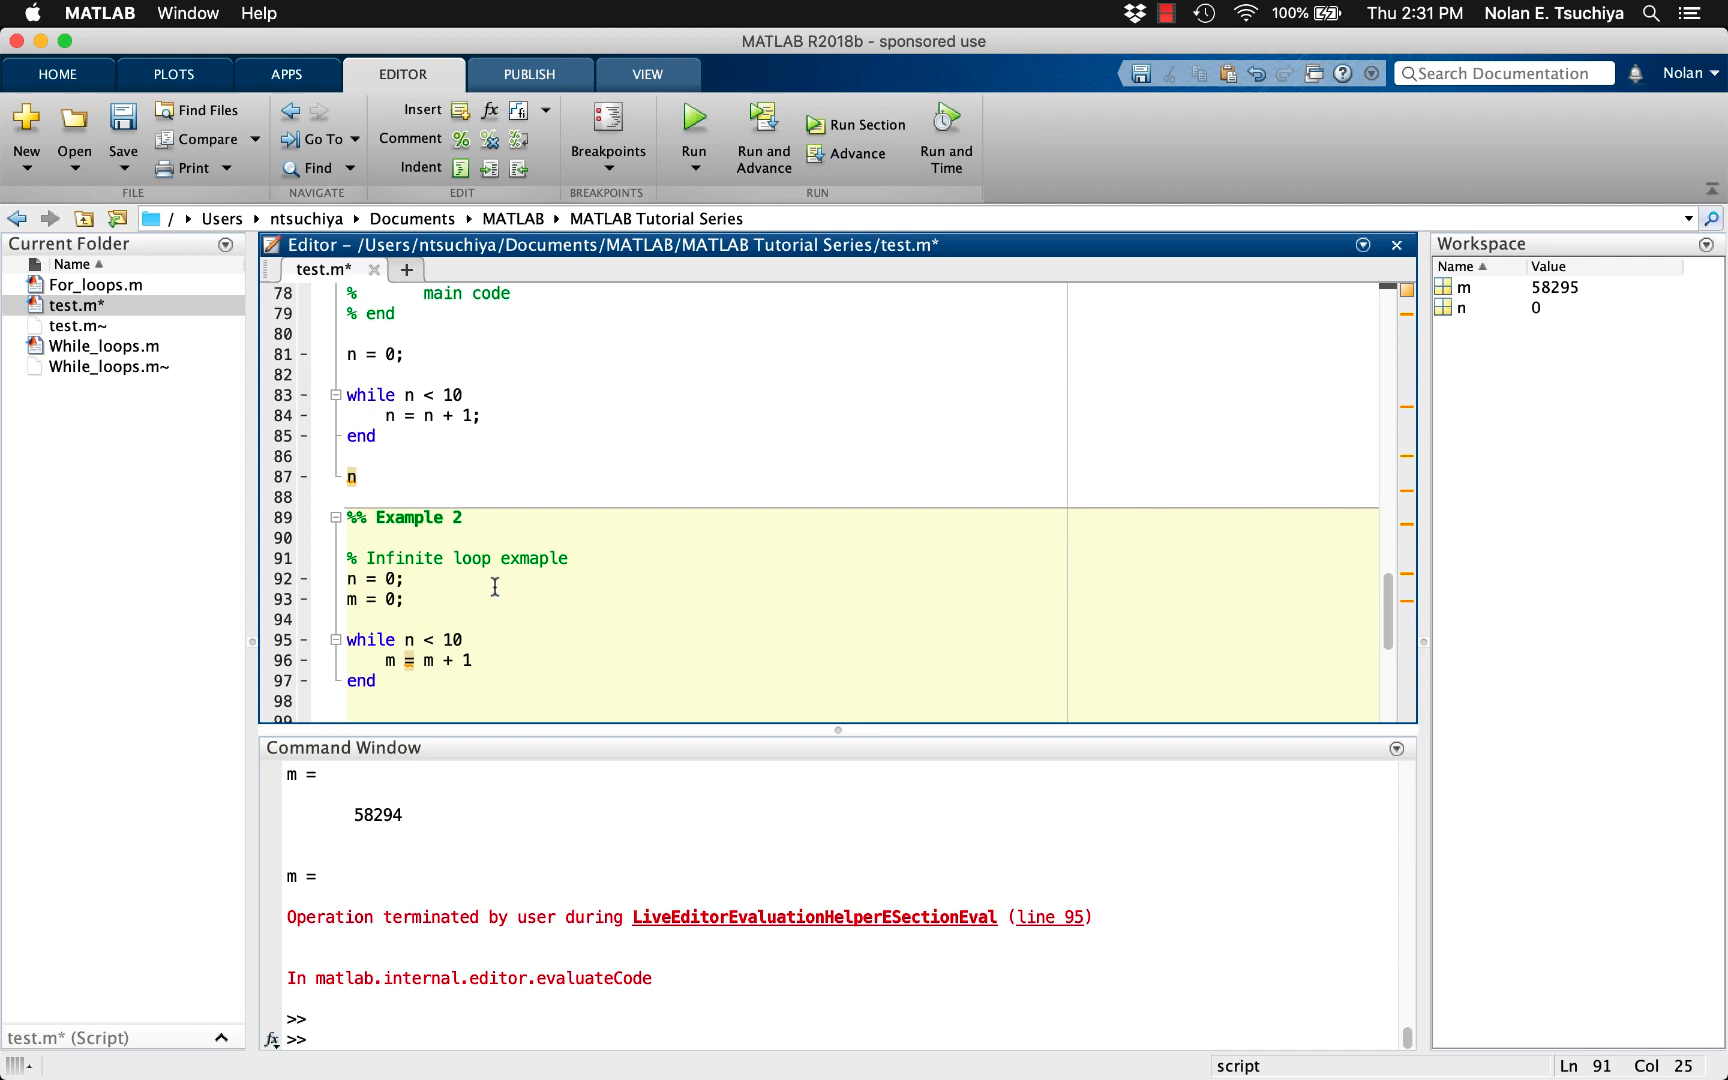 MATLAB Window Help 100% Thu 2:31 PM Nolan E. Tsuchiya
MATLAB R2018b - sponsored use
HOME PLOTS APPS EDITOR PUBLISH VIEW Search Documentation Nolan
New Open Save Find Files Compare Print Go To Find Insert fx fi Comment % % % Indent Breakpoints Run Run and Advance Run Section Advance Run and Time
FILE NAVIGATE EDIT BREAKPOINTS RUN
/ Users ntsuchiya Documents MATLAB MATLAB Tutorial Series
Current Folder
Name
For_loops.m
test.m*
test.m~
While_loops.m
While_loops.m~
test.m* (Script)
Editor – /Users/ntsuchiya/Documents/MATLAB/MATLAB Tutorial Series/test.m*
test.m* +
78 % main code
79 % end
80
81 - n = 0;
82
83 - while n < 10
84 - n = n + 1;
85 - end
86
87 - n
88
89 %% Example 2
90
91 % Infinite loop exmaple
92 - n = 0;
93 - m = 0;
94
95 - while n < 10
96 - m = m + 1
97 - end
98
99
Command Window
m =
58294
m =
Operation terminated by user during LiveEditorEvaluationHelperESectionEval (line 95)
In matlab.internal.editor.evaluateCode
>>
fx >>
Workspace
Name Value
m 58295
n 0
script Ln 91 Col 25